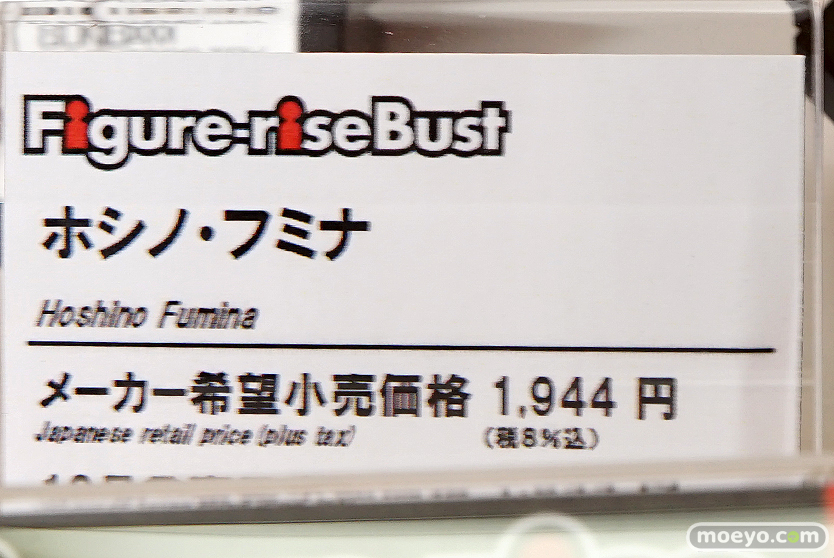 Figure-riseBust
ホシノ・フミナ
Hoshino Fumina
メーカー希望小売価格 1,944 円
Japanese retail price (plus tax)
(税8%込)
moeyo.com